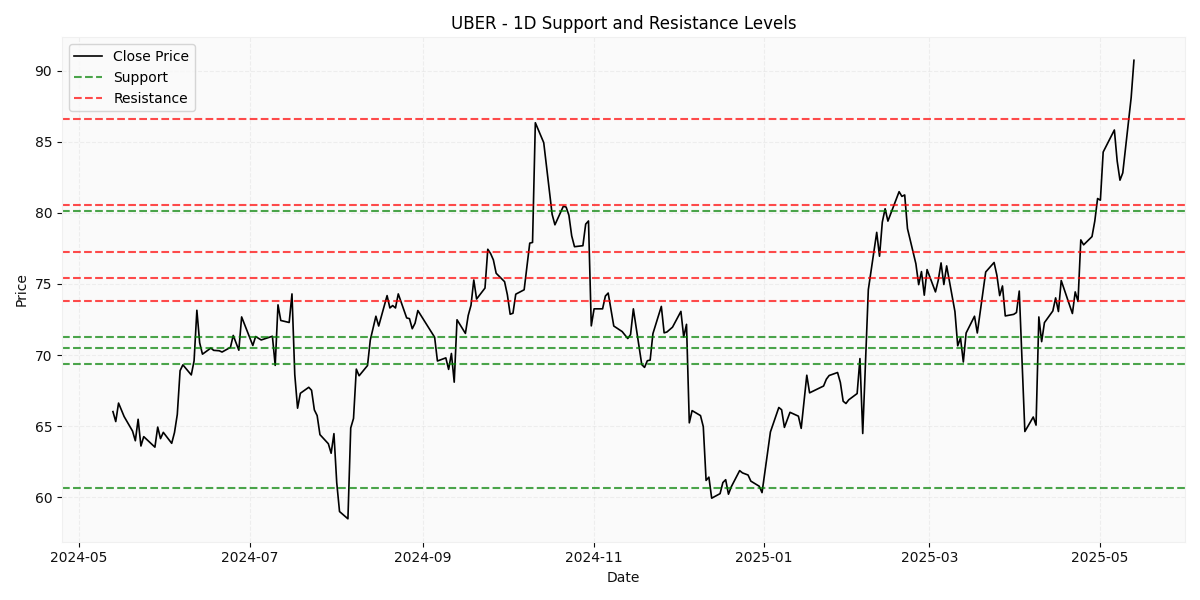 UBER - 1D Support and Resistance Levels
Close Price
Support
Resistance
Price
90
85
80
75
70
65
60
2024-05
2024-07
2024-09
2024-11
2025-01
2025-03
2025-05
Date